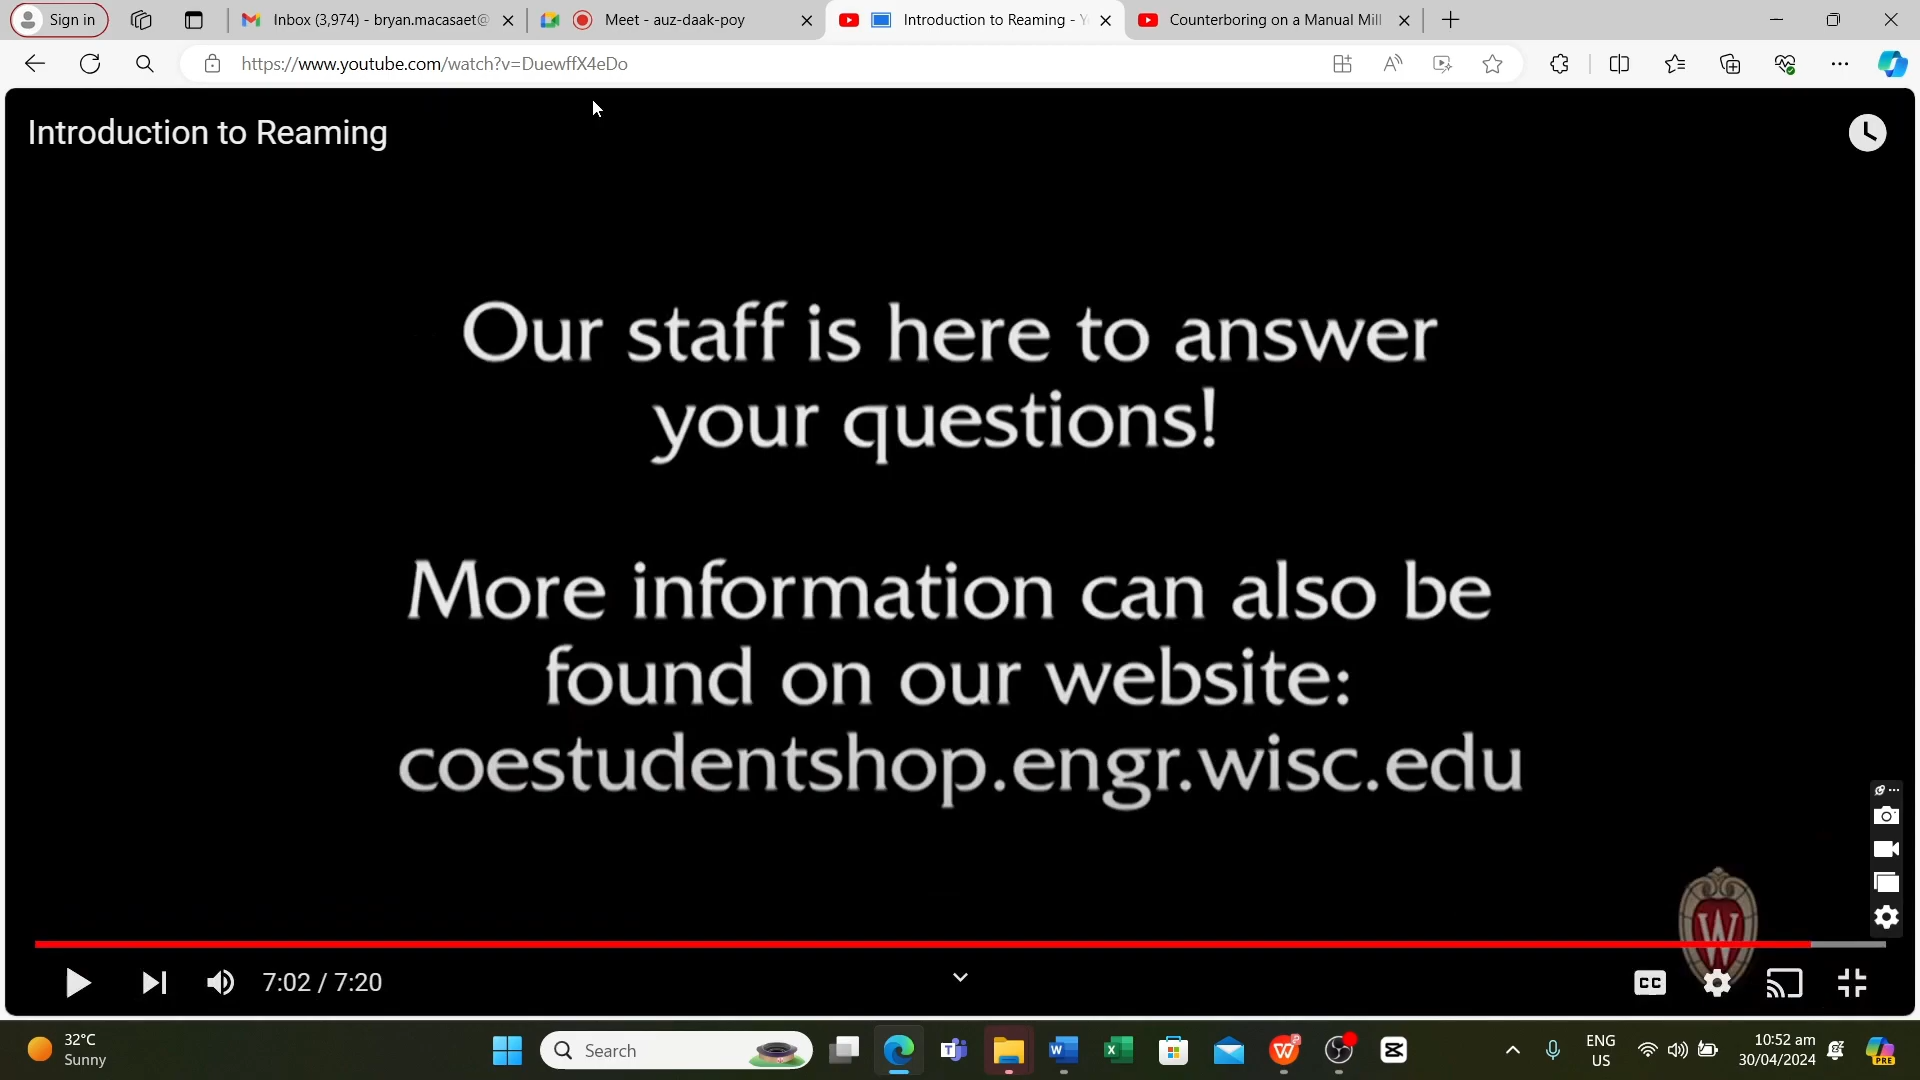 Sign in
Inbox (3,974) - bryan.macasaet@
Meet - auz-daak-poy
Introduction to Reaming - Y
Counterboring on a Manual Mill
https://www.youtube.com/watch?v=DuewffX4eDo
Introduction to Reaming
Our staff is here to answer
your questions!
More information can also be
found on our website:
coestudentshop.engr.wisc.edu
W
7:02 / 7:20
CC
32°C
Sunny
Search
ENG
US
10:52 am
30/04/2024
PRE